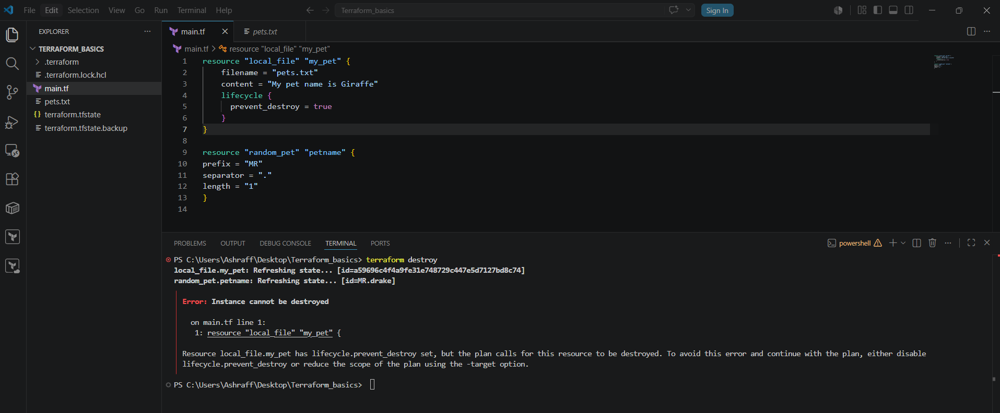 File Edit Selection View Go Run Terminal Help
Terraform_basics
Sign In
EXPLORER
TERRAFORM_BASICS
.terraform
.terraform.lock.hcl
main.tf
pets.txt
terraform.tfstate
terraform.tfstate.backup
main.tf
pets.txt
main.tf > resource "local_file" "my_pet"
1 resource "local_file" "my_pet" {
2 filename = "pets.txt"
3 content = "My pet name is Giraffe"
4 lifecycle {
5 prevent_destroy = true
6 }
7 }
8
9 resource "random_pet" "petname" {
10 prefix = "MR"
11 separator = "."
12 length = "1"
13 }
14
PROBLEMS OUTPUT DEBUG CONSOLE TERMINAL PORTS
powershell
PS C:\Users\Ashraff\Desktop\Terraform_basics> terraform destroy
local_file.my_pet: Refreshing state... [id=a59696c4f4a9fe31e748729c447e5d7127bd8c74]
random_pet.petname: Refreshing state... [id=MR.drake]
Error: Instance cannot be destroyed
on main.tf line 1:
1: resource "local_file" "my_pet" {
Resource local_file.my_pet has lifecycle.prevent_destroy set, but the plan calls for this resource to be destroyed. To avoid this error and continue with the plan, either disable
lifecycle.prevent_destroy or reduce the scope of the plan using the -target option.
PS C:\Users\Ashraff\Desktop\Terraform_basics>